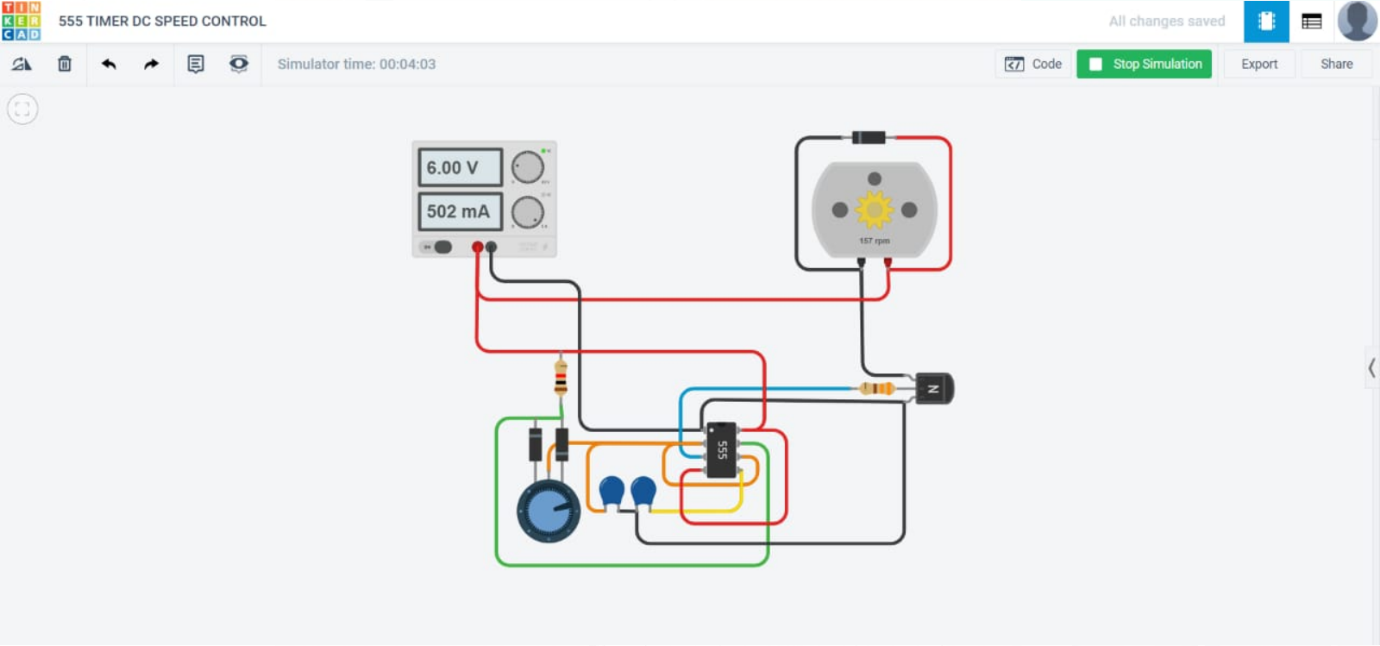 TIN
KER
CAD
555 TIMER DC SPEED CONTROL
All changes saved
Simulator time: 00:04:03
Code
Stop Simulation
Export
Share
6.00 V
502 mA
157 rpm
N
555